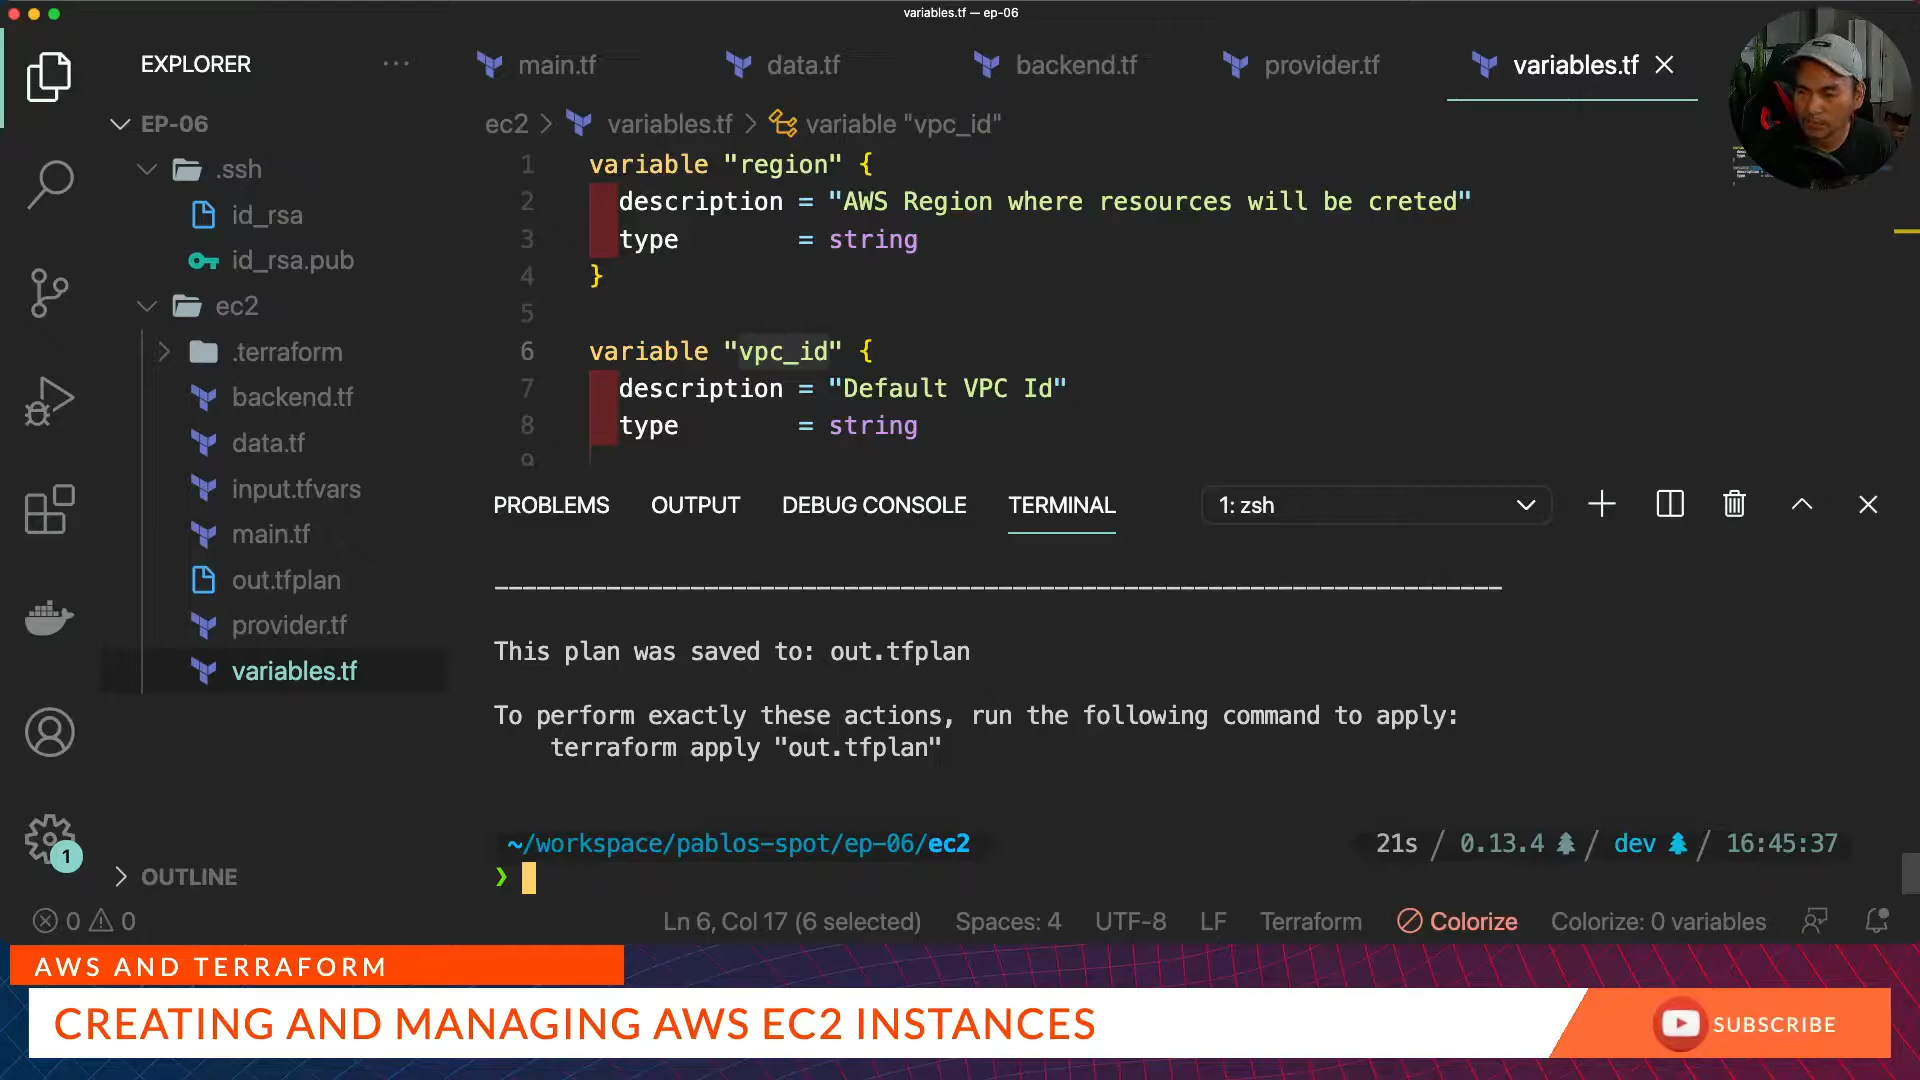 variables.tf — ep-06
EXPLORER
main.tf
data.tf
backend.tf
provider.tf
variables.tf
EP-06
.ssh
id_rsa
id_rsa.pub
ec2
.terraform
backend.tf
data.tf
input.tfvars
main.tf
out.tfplan
provider.tf
variables.tf
OUTLINE
ec2 > variables.tf > variable "vpc_id"
1 variable "region" {
2 description = "AWS Region where resources will be creted"
3 type = string
4 }
5
6 variable "vpc_id" {
7 description = "Default VPC Id"
8 type = string
9
PROBLEMS OUTPUT DEBUG CONSOLE TERMINAL 1: zsh
This plan was saved to: out.tfplan
To perform exactly these actions, run the following command to apply:
terraform apply "out.tfplan"
~/workspace/pablos-spot/ep-06/ec2 21s / 0.13.4 / dev / 16:45:37
❯
1
0 0 Ln 6, Col 17 (6 selected) Spaces: 4 UTF-8 LF Terraform Colorize Colorize: 0 variables
AWS AND TERRAFORM
CREATING AND MANAGING AWS EC2 INSTANCES
SUBSCRIBE